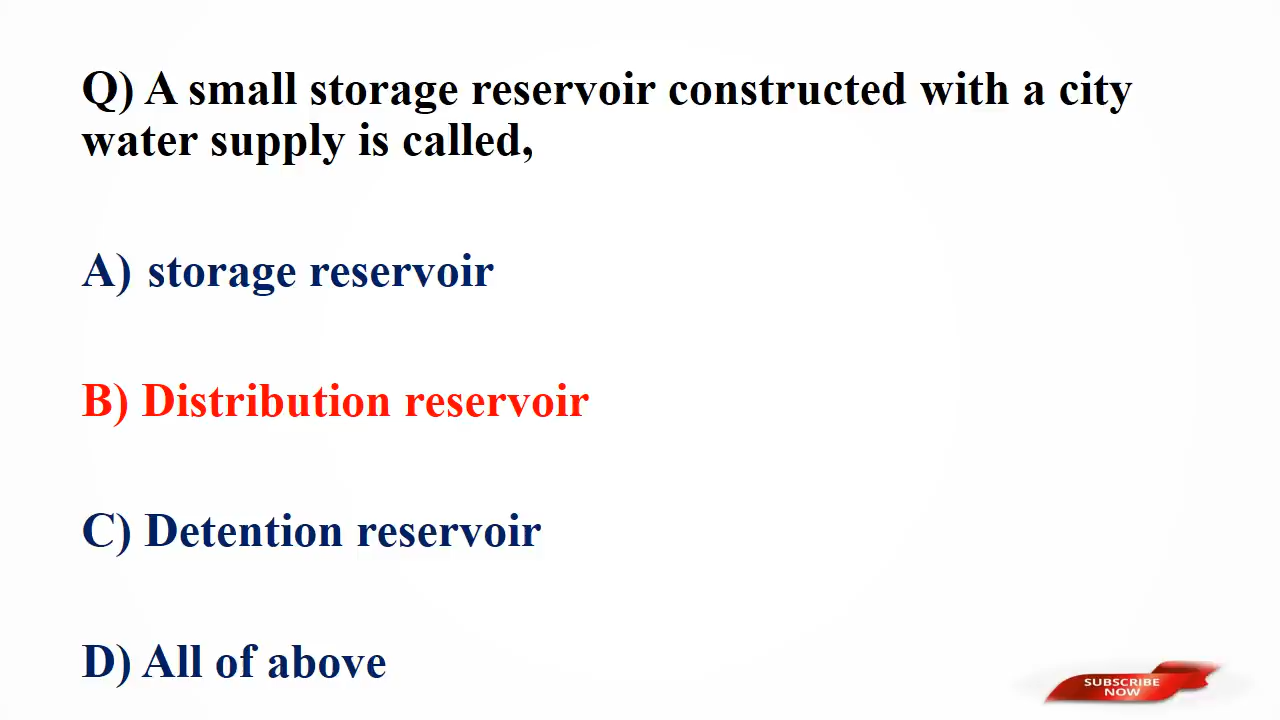 Q) A small storage reservoir constructed with a city
water supply is called,
A) storage reservoir
B) Distribution reservoir
C) Detention reservoir
D) All of above
SUBSCRIBE
NOW